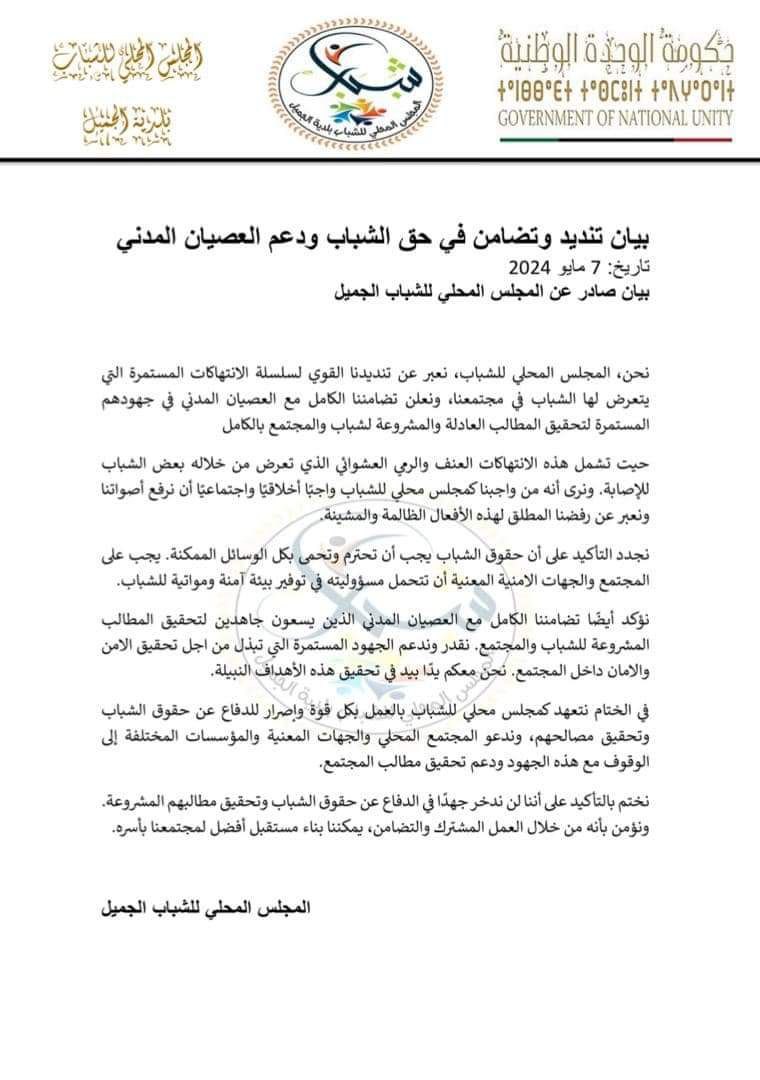 حكومة الوحدة الوطنية
GOVERNMENT OF NATIONAL UNITY
شبابنا
المجلس المحلي للشباب بلدية الجميل
المجلس المحلي للشباب
بلدية الجميل
بيان تنديد وتضامن في حق الشباب ودعم العصيان المدني
تاريخ: 7 مايو 2024
بيان صادر عن المجلس المحلي للشباب الجميل
نحن، المجلس المحلي للشباب، نعبر عن تنديدنا القوي لسلسلة الانتهاكات المستمرة التي
يتعرض لها الشباب في مجتمعنا، ونعلن تضامننا الكامل مع العصيان المدني في جهودهم
المستمرة لتحقيق المطالب العادلة والمشروعة لشباب والمجتمع بالكامل
حيت تشمل هذه الانتهاكات العنف والرمي العشوائي الذي تعرض من خلاله بعض الشباب
للإصابة. ونرى أنه من واجبنا كمجلس محلي للشباب واجبًا أخلاقيًا واجتماعيًا أن نرفع أصواتنا
ونعبر عن رفضنا المطلق لهذه الأفعال الظالمة والمشينة.
نجدد التأكيد على أن حقوق الشباب يجب أن تحترم وتحمى بكل الوسائل الممكنة. يجب على
المجتمع والجهات الامنية المعنية أن تتحمل مسؤوليته في توفير بيئة آمنة ومواتية للشباب.
نؤكد أيضًا تضامننا الكامل مع العصيان المدني الذين يسعون جاهدين لتحقيق المطالب
المشروعة للشباب والمجتمع. نقدر وندعم الجهود المستمرة التي تبذل من اجل تحقيق الامن
والامان داخل المجتمع. نحن معكم يدًا بيد في تحقيق هذه الأهداف النبيلة.
في الختام نتعهد كمجلس محلي للشباب بالعمل بكل قوة وإصرار للدفاع عن حقوق الشباب
وتحقيق مصالحهم، وندعو المجتمع المحلي والجهات المعنية والمؤسسات المختلفة إلى
الوقوف مع هذه الجهود ودعم تحقيق مطالب المجتمع.
نختم بالتأكيد على أننا لن ندخر جهدًا في الدفاع عن حقوق الشباب وتحقيق مطالبهم المشروعة.
ونؤمن بأنه من خلال العمل المشترك والتضامن، يمكننا بناء مستقبل أفضل لمجتمعنا بأسره.
المجلس المحلي للشباب الجميل